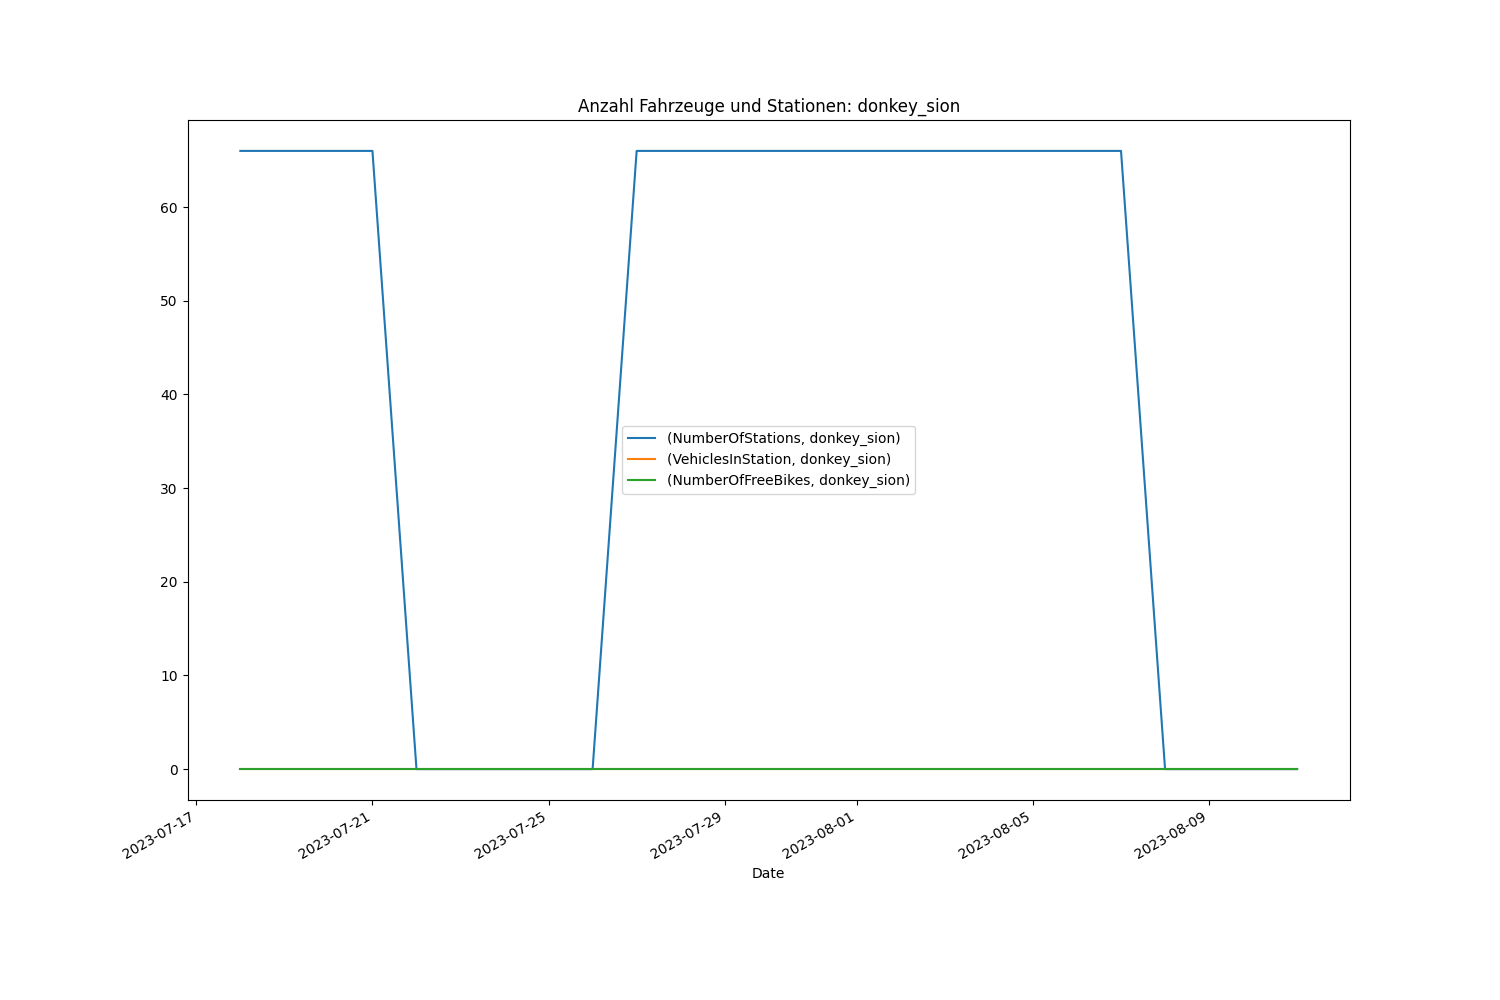 Anzahl Fahrzeuge und Stationen: donkey_sion
60
50
40
30
20
10
0
(NumberOfStations, donkey_sion)
(VehiclesInStation, donkey_sion)
(NumberOfFreeBikes, donkey_sion)
2023-07-17
2023-07-21
2023-07-25
2023-07-29
2023-08-01
2023-08-05
2023-08-09
Date